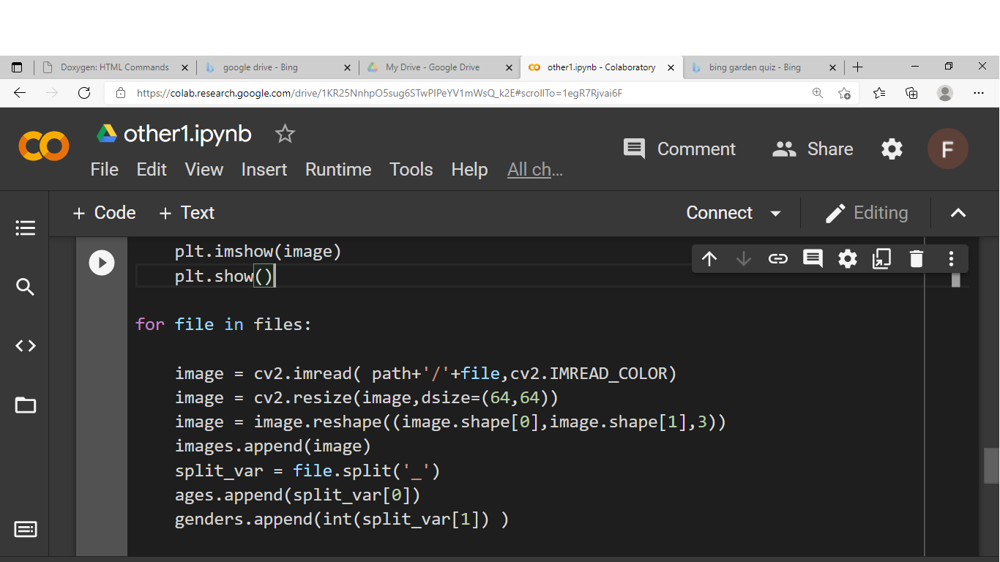 Doxygen: HTML Commands
google drive - Bing
My Drive - Google Drive
other1.ipynb - Colaboratory
bing garden quiz - Bing
https://colab.research.google.com/drive/1KR25NnhpO5sug6STwPIPeYV1mWsQ_k2E#scrollTo=1egR7Rjvai6F
other1.ipynb
Comment
Share
F
File Edit View Insert Runtime Tools Help All ch...
+ Code + Text
Connect
Editing
plt.imshow(image)
plt.show()
for file in files:
image = cv2.imread( path+'/'+file,cv2.IMREAD_COLOR)
image = cv2.resize(image,dsize=(64,64))
image = image.reshape((image.shape[0],image.shape[1],3))
images.append(image)
split_var = file.split('_')
ages.append(split_var[0])
genders.append(int(split_var[1]) )